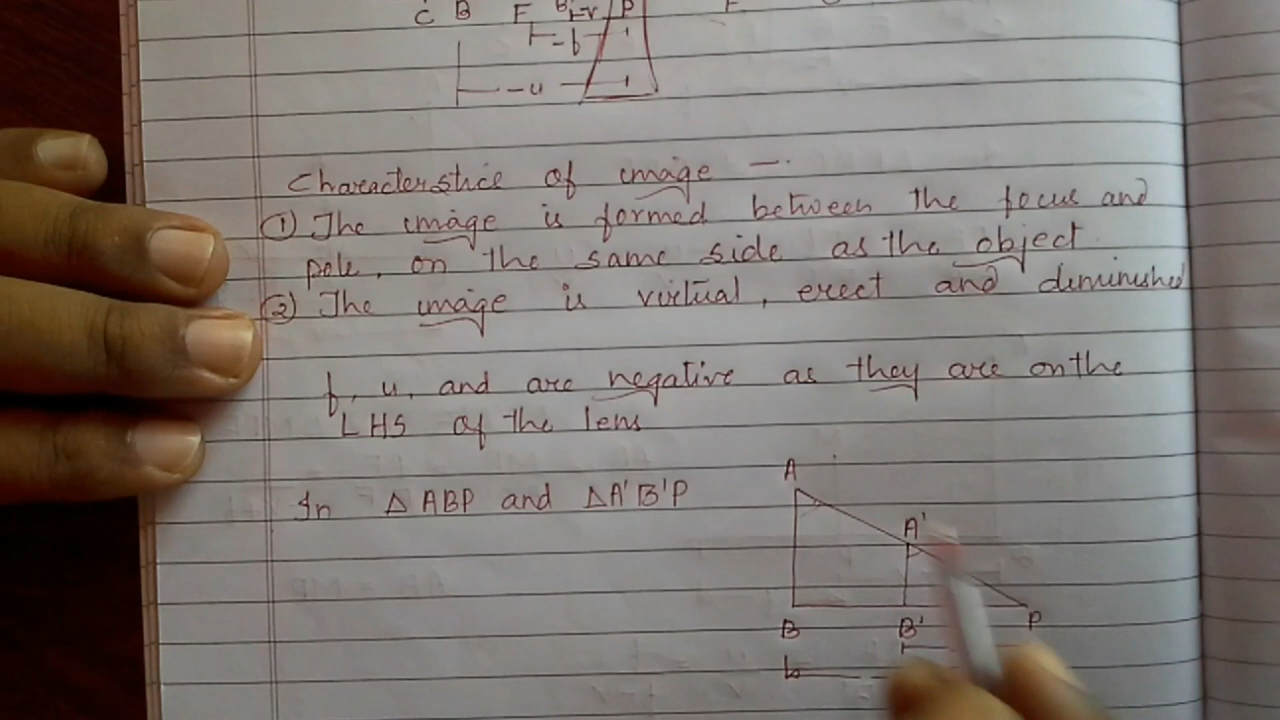 C B F B' -v P F
-f
-u
Characterstics of image -:
① The image is formed between the focus and
pole, on the same side as the object.
② The image is virtual, erect and diminished
f, u, and are negative as they are on the
LHS of the lens
In Δ ABP and ΔA'B'P
A
A'
B B' P